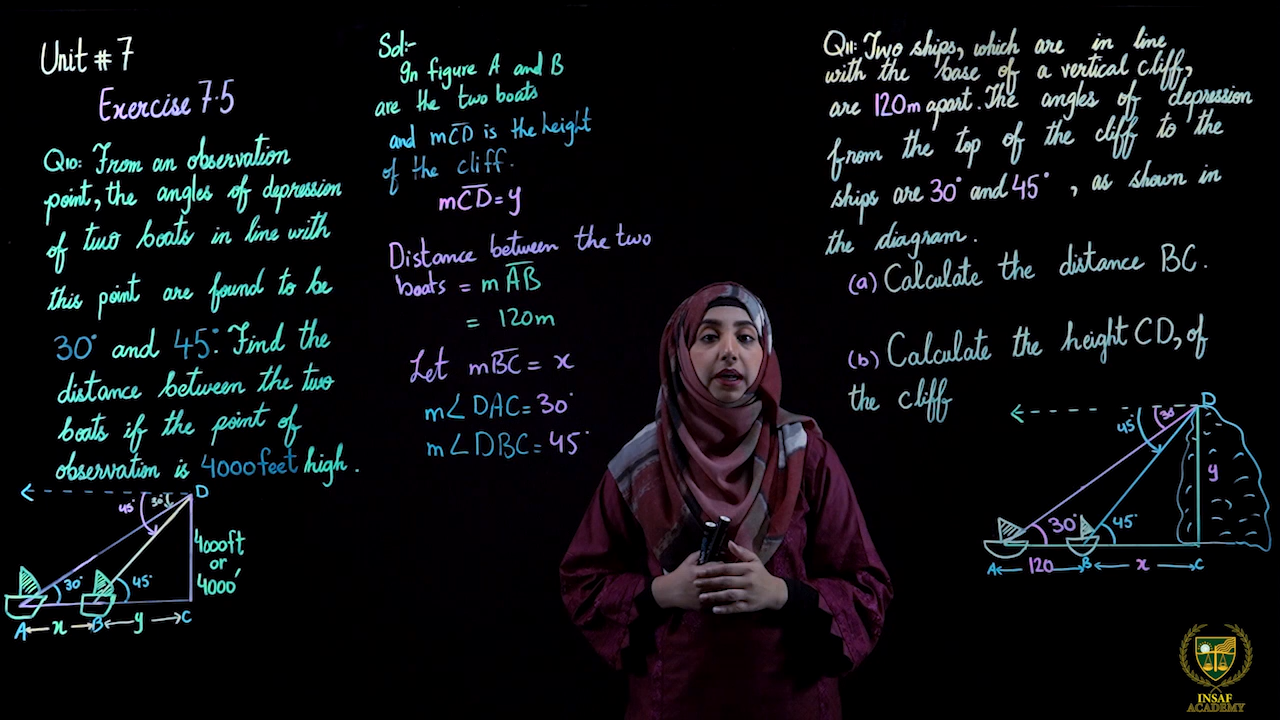 Unit # 7
Exercise 7.5
Q10: From an observation
point, the angles of depression
of two boats in line with
this point are found to be
30° and 45°. Find the
distance between the two
boats if the point of
observation is 4000 feet high.
D
45° 30°
4000ft
or
4000'
30° 45°
A x B y C
Sol:-
In figure A and B
are the two boats
and mCD is the height
of the cliff.
mCD = y
Distance between the two
boats = mAB
= 120m
Let mBC = x
m∠DAC = 30°
m∠DBC = 45°
Q11: Two ships, which are in line
with the base of a vertical cliff,
are 120m apart. The angles of depression
from the top of the cliff to the
ships are 30° and 45°, as shown in
the diagram.
(a) Calculate the distance BC.
(b) Calculate the height CD, of
the cliff
D
45° 30°
y
30° 45°
A 120 B x C
INSAF
ACADEMY